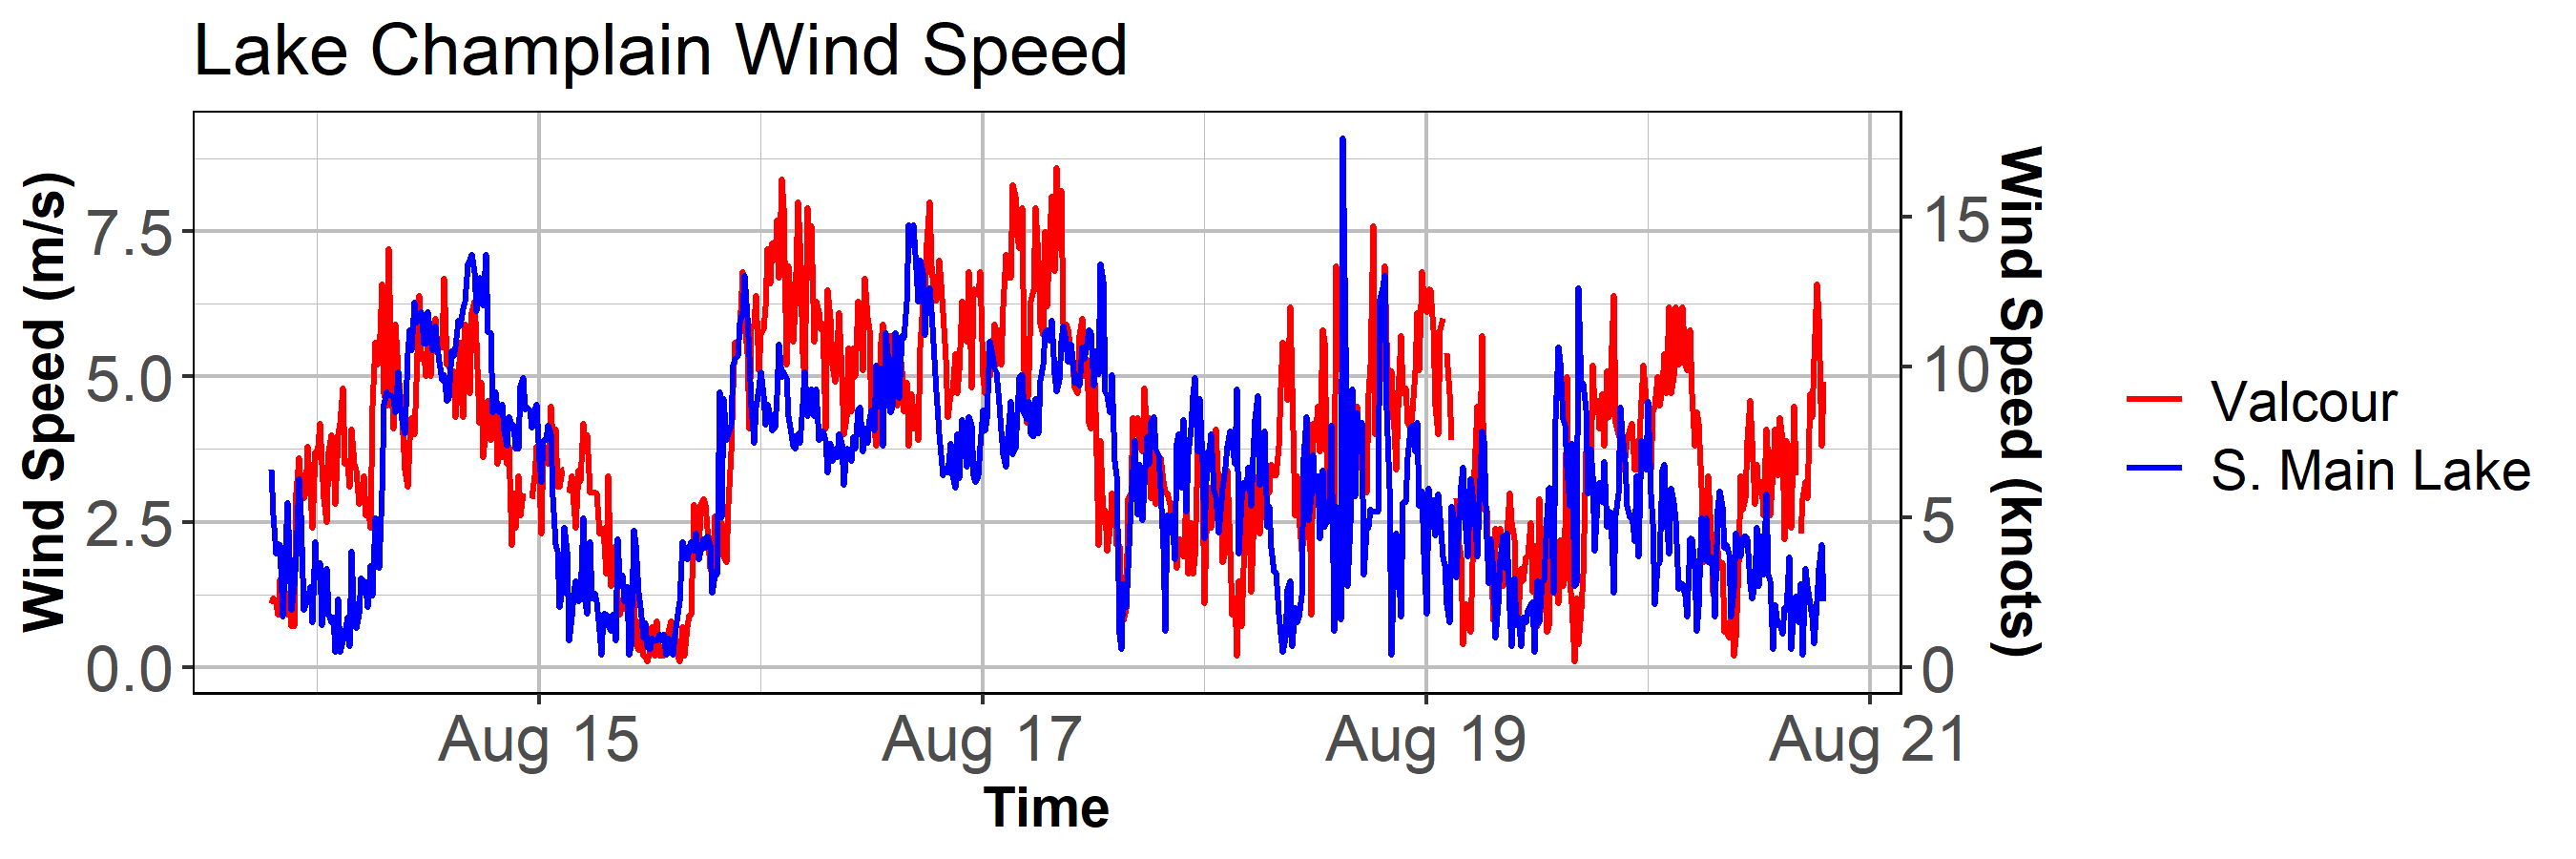 Lake Champlain Wind Speed
Wind Speed (m/s)
7.5
5.0
2.5
0.0
15
10
5
0
Wind Speed (knots)
Aug 15
Aug 17
Aug 19
Aug 21
Time
Valcour
S. Main Lake